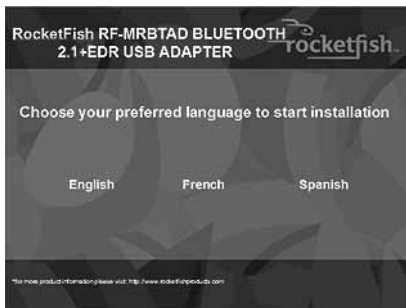 RocketFish RF-MRBTAD BLUETOOTH
2.1+EDR USB ADAPTER
rocketfish
Choose your preferred language to start installation
English French Spanish
*for more product information please visit: http://www.rocketfishproducts.com